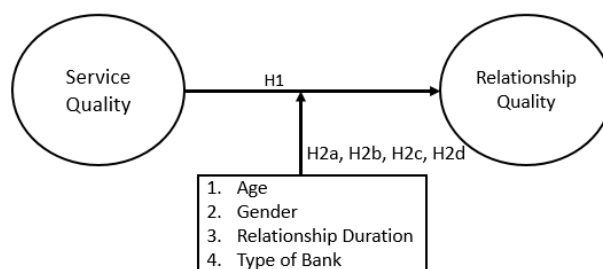 Service
Quality
H1
Relationship
Quality
H2a, H2b, H2c, H2d
1. Age
2. Gender
3. Relationship Duration
4. Type of Bank